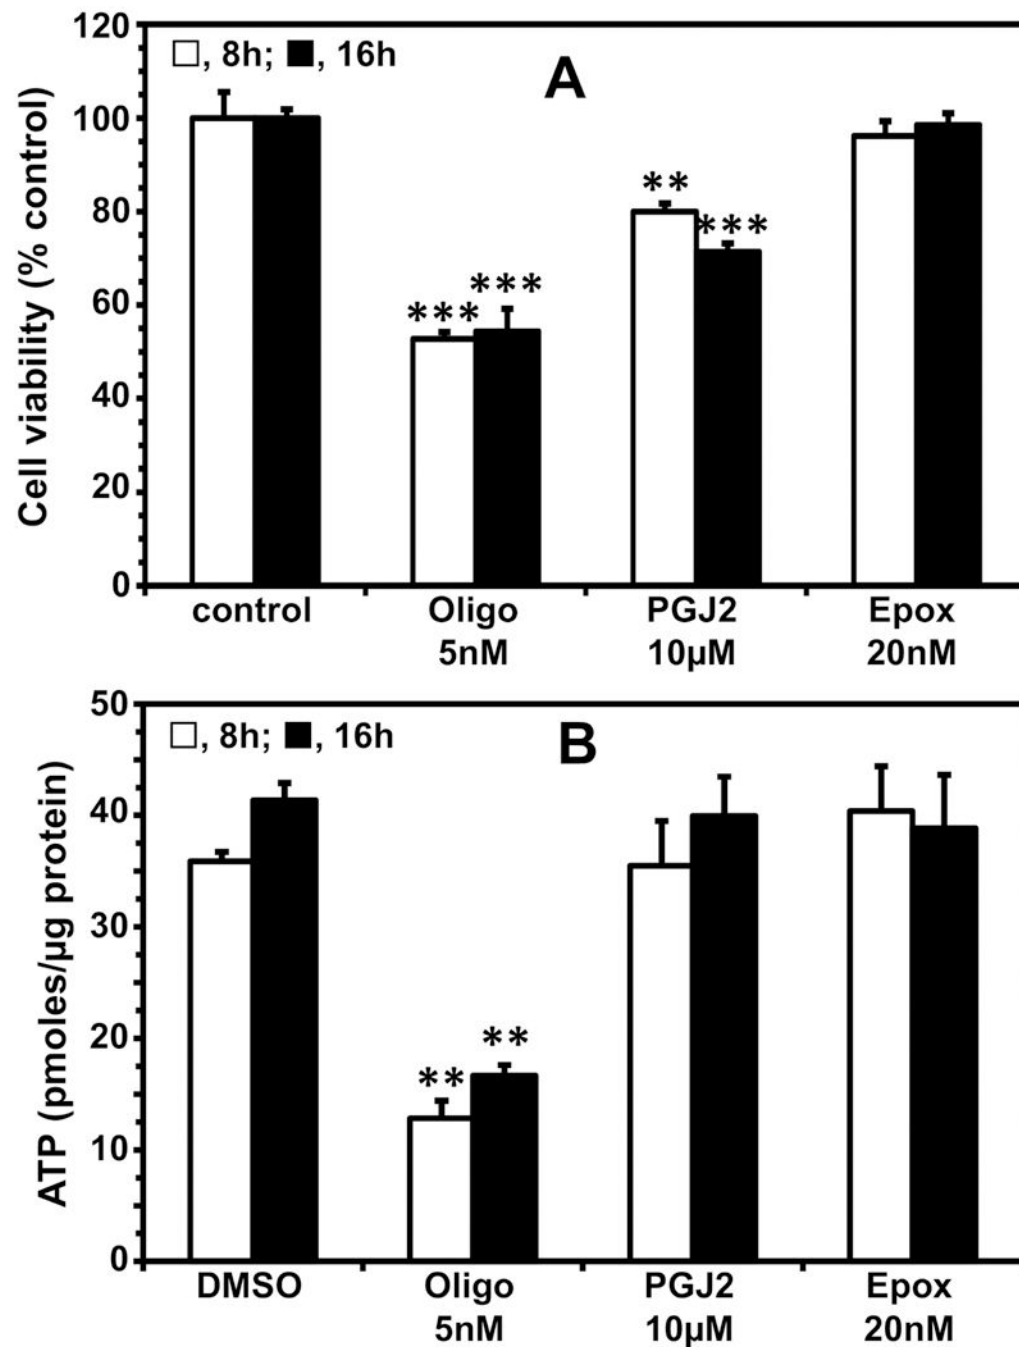 120
, 8h; , 16h
A
100
80
60
40
20
0
Cell viability (% control)
**
***
***
***
control Oligo PGJ2 Epox
5nM 10µM 20nM
50
, 8h; , 16h
B
40
30
20
10
0
ATP (pmoles/µg protein)
**
**
DMSO Oligo PGJ2 Epox
5nM 10µM 20nM